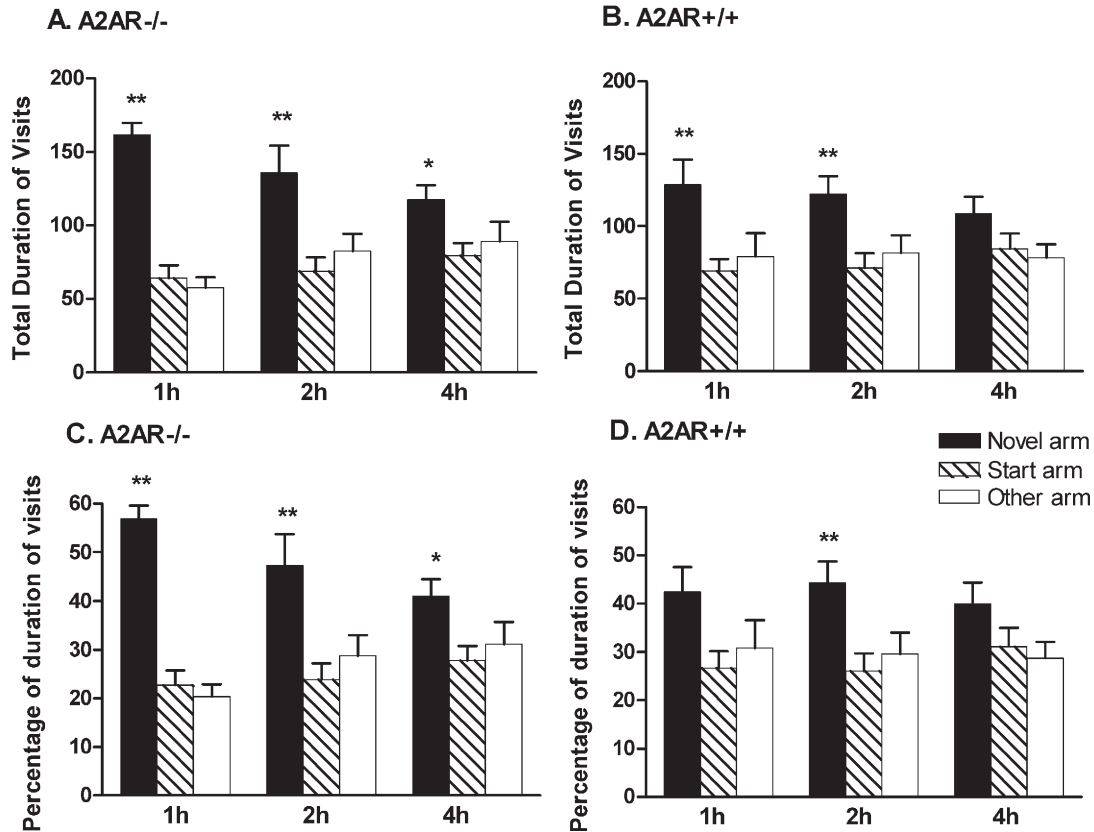 A. A2AR-/-
Total Duration of Visits
200
150
100
50
0
**
**
*
1h
2h
4h
B. A2AR+/+
Total Duration of Visits
200
150
100
50
0
**
**
1h
2h
4h
C. A2AR-/-
Percentage of duration of visits
60
50
40
30
20
10
0
**
**
*
1h
2h
4h
D. A2AR+/+
Novel arm
Start arm
Other arm
Percentage of duration of visits
60
50
40
30
20
10
0
**
1h
2h
4h